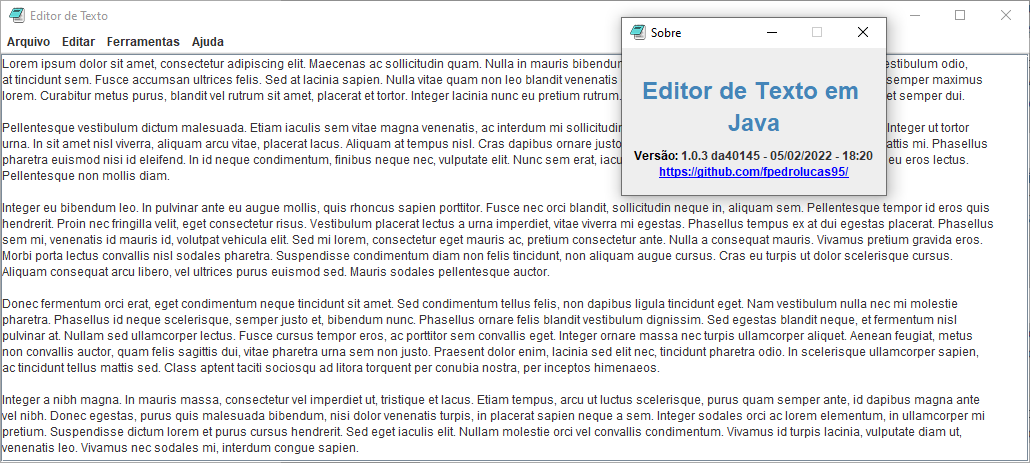 Editor de Texto
Arquivo Editar Ferramentas Ajuda
Lorem ipsum dolor sit amet, consectetur adipiscing elit. Maecenas ac sollicitudin quam. Nulla in mauris bibendum
at tincidunt sem. Fusce accumsan ultrices felis. Sed at lacinia sapien. Nulla vitae quam non leo blandit venenatis semper maximus
lorem. Curabitur metus purus, blandit vel rutrum sit amet, placerat et tortor. Integer lacinia nunc eu pretium rutrum. et semper dui.
Pellentesque vestibulum dictum malesuada. Etiam iaculis sem vitae magna venenatis, ac interdum mi sollicitudin Integer ut tortor
urna. In sit amet nisl viverra, aliquam arcu vitae, placerat lacus. Aliquam at tempus nisl. Cras dapibus ornare justo mattis mi. Phasellus
pharetra euismod nisi id eleifend. In id neque condimentum, finibus neque nec, vulputate elit. Nunc sem erat, eu eros lectus.
Pellentesque non mollis diam.
Integer eu bibendum leo. In pulvinar ante eu augue mollis, quis rhoncus sapien porttitor. Fusce nec orci blandit, sollicitudin neque in, aliquam sem. Pellentesque tempor id eros quis
hendrerit. Proin nec fringilla velit, eget consectetur risus. Vestibulum placerat lectus a urna imperdiet, vitae viverra mi egestas. Phasellus tempus ex at dui egestas placerat. Phasellus
sem mi, venenatis id mauris id, volutpat vehicula elit. Sed mi lorem, consectetur eget mauris ac, pretium consectetur ante. Nulla a consequat mauris. Vivamus pretium gravida eros.
Morbi porta lectus convallis nisl sodales pharetra. Suspendisse condimentum diam non felis tincidunt, non aliquam augue cursus. Cras eu turpis ut dolor scelerisque cursus.
Aliquam consequat arcu libero, vel ultrices purus euismod sed. Mauris sodales pellentesque auctor.
Donec fermentum orci erat, eget condimentum neque tincidunt sit amet. Sed condimentum tellus felis, non dapibus ligula tincidunt eget. Nam vestibulum nulla nec mi molestie
pharetra. Phasellus id neque scelerisque, semper justo et, bibendum nunc. Phasellus ornare felis blandit vestibulum dignissim. Sed egestas blandit neque, et fermentum nisl
pulvinar at. Nullam sed ullamcorper lectus. Fusce cursus tempor eros, ac porttitor sem convallis eget. Integer ornare massa nec turpis ullamcorper aliquet. Aenean feugiat, metus
non convallis auctor, quam felis sagittis dui, vitae pharetra urna sem non justo. Praesent dolor enim, lacinia sed elit nec, tincidunt pharetra odio. In scelerisque ullamcorper sapien,
ac tincidunt tellus mattis sed. Class aptent taciti sociosqu ad litora torquent per conubia nostra, per inceptos himenaeos.
Integer a nibh magna. In mauris massa, consectetur vel imperdiet ut, tristique et lacus. Etiam tempus, arcu ut luctus scelerisque, purus quam semper ante, id dapibus magna ante
vel nibh. Donec egestas, purus quis malesuada bibendum, nisi dolor venenatis turpis, in placerat sapien neque a sem. Integer sodales orci ac lorem elementum, in ullamcorper mi
pretium. Suspendisse dictum lorem et purus cursus hendrerit. Sed eget iaculis elit. Nullam molestie orci vel convallis condimentum. Vivamus id turpis lacinia, vulputate diam ut,
venenatis leo. Vivamus nec sodales mi, interdum congue sapien.
Sobre
Editor de Texto em
Java
Versão: 1.0.3 da40145 - 05/02/2022 - 18:20
https://github.com/fpedrolucas95/